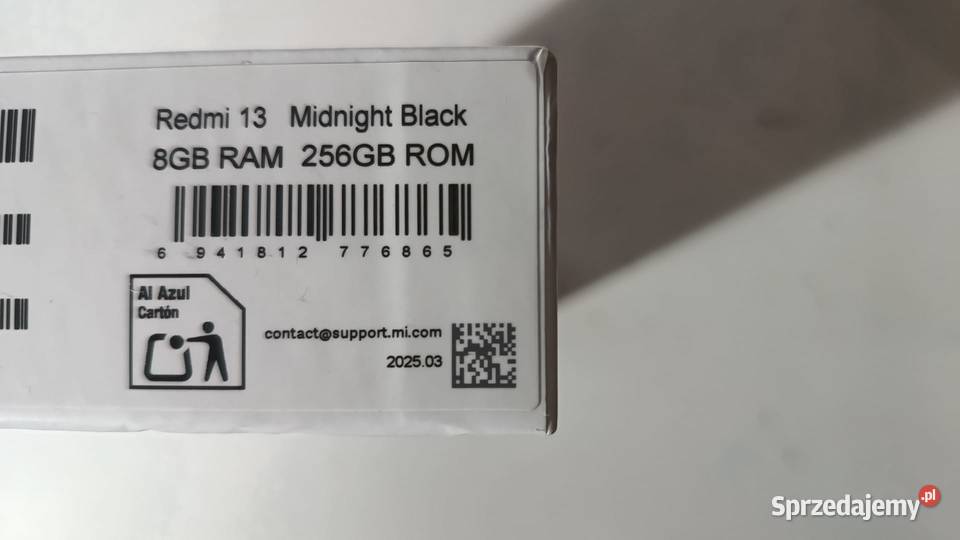 Redmi 13 Midnight Black
8GB RAM 256GB ROM
6 941812 776865
Al Azul
Cartón
contact@support.mi.com
2025.03
Sprzedajemy.pl